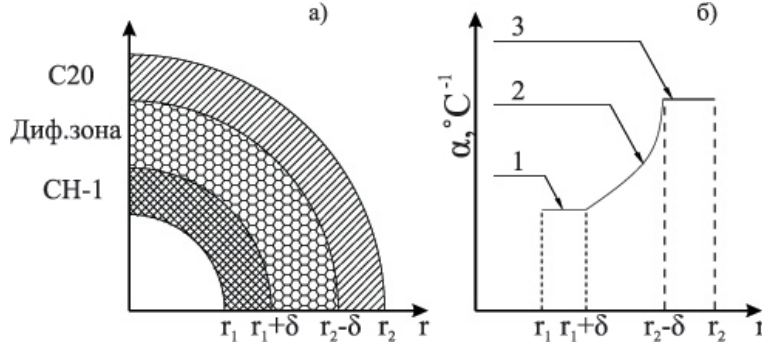 а)
С20
Диф.зона
СН-1
r₁ r₁+δ r₂-δ r₂ r
б)
α,°C⁻¹
3
2
1
r₁ r₁+δ r₂-δ r₂ r